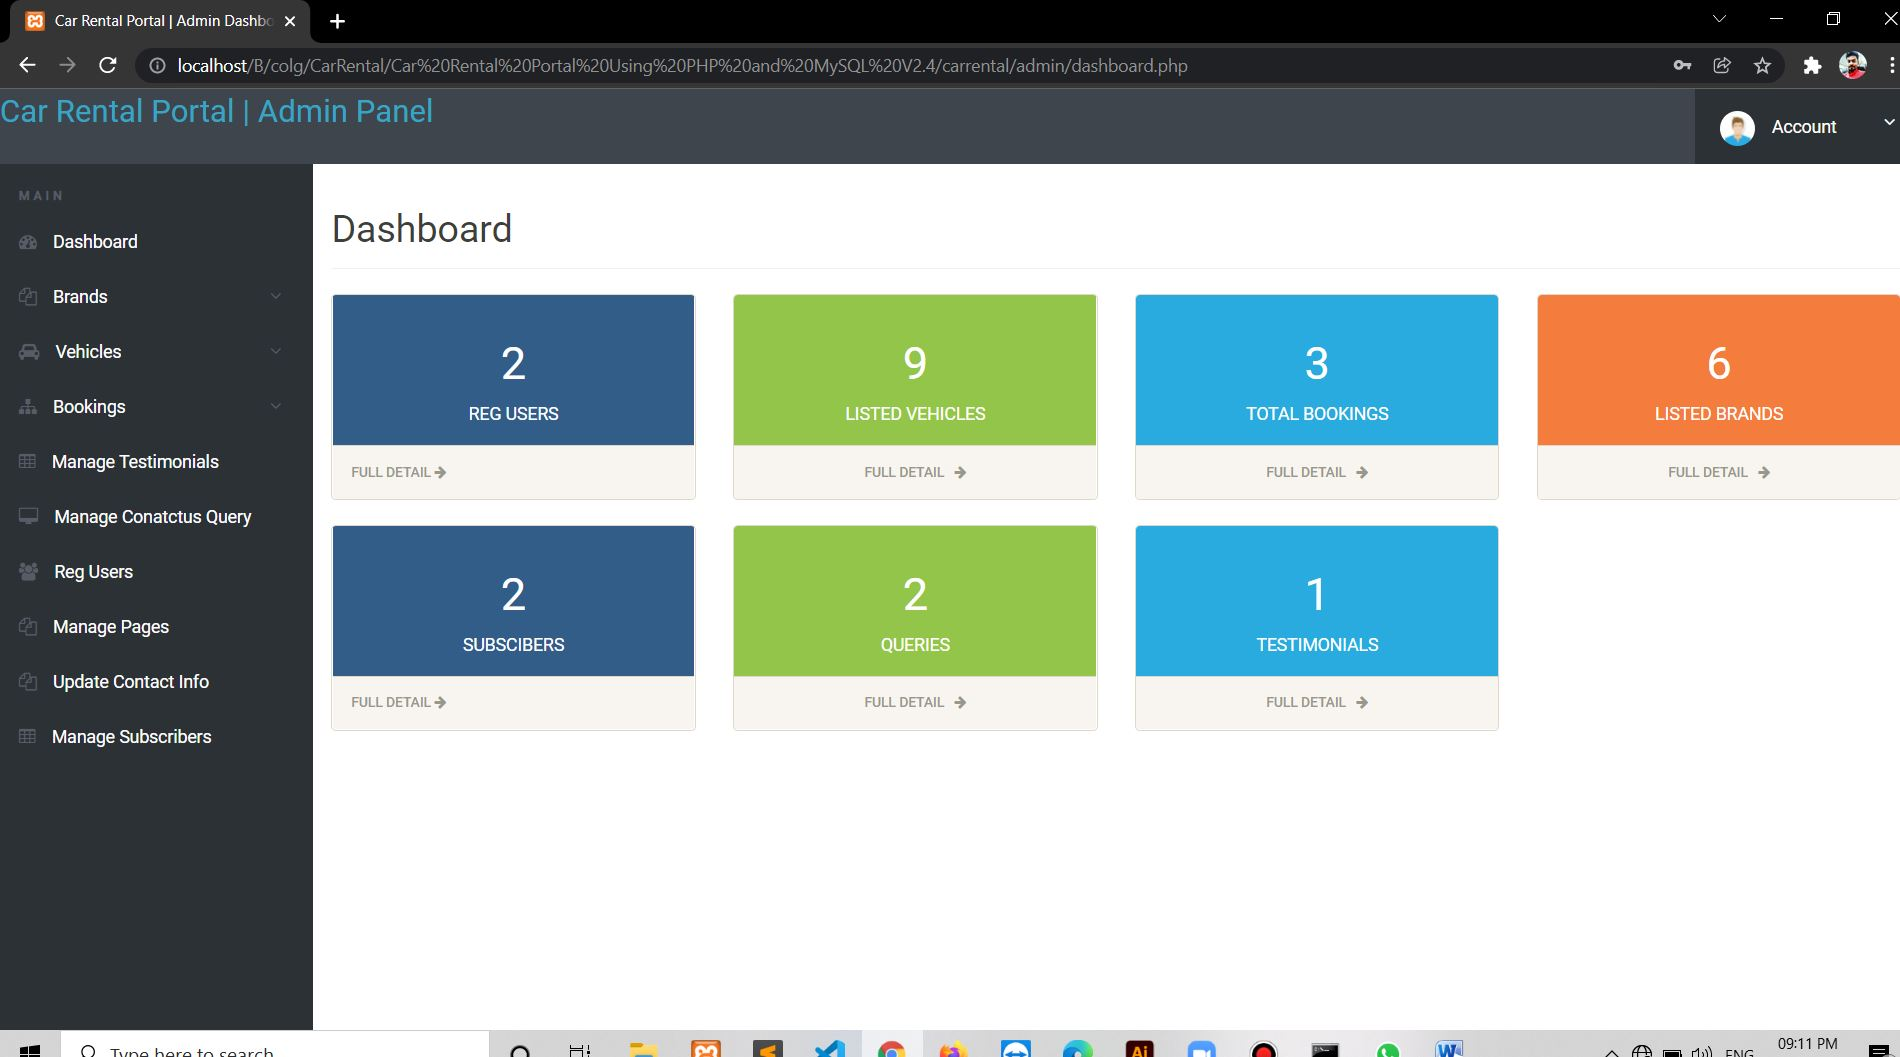 Car Rental Portal | Admin Dashbo
localhost/B/colg/CarRental/Car%20Rental%20Portal%20Using%20PHP%20and%20MySQL%20V2.4/carrental/admin/dashboard.php
Car Rental Portal | Admin Panel
Account
MAIN
Dashboard
Brands
Vehicles
Bookings
Manage Testimonials
Manage Conatctus Query
Reg Users
Manage Pages
Update Contact Info
Manage Subscribers
Dashboard
2
REG USERS
FULL DETAIL
9
LISTED VEHICLES
FULL DETAIL
3
TOTAL BOOKINGS
FULL DETAIL
6
LISTED BRANDS
FULL DETAIL
2
SUBSCIBERS
FULL DETAIL
2
QUERIES
FULL DETAIL
1
TESTIMONIALS
FULL DETAIL
Type here to search
Ai
W
ENG
09:11 PM